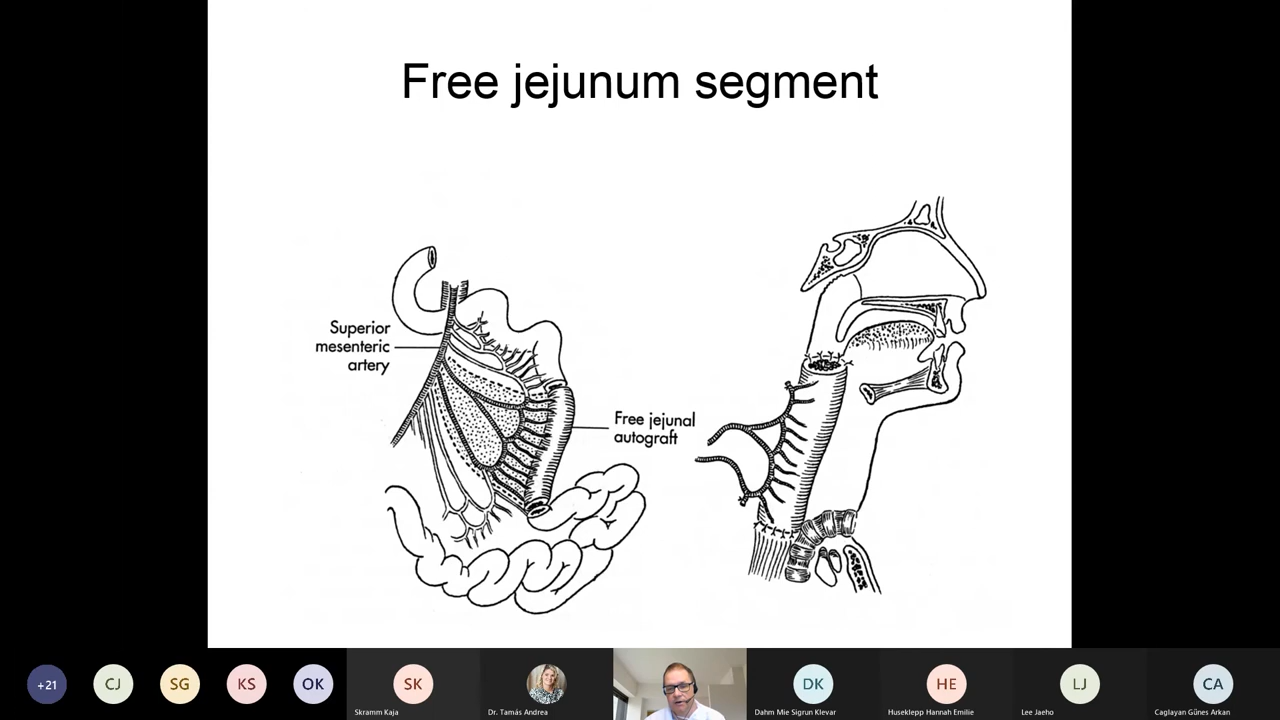 Free jejunum segment
Superior
mesenteric
artery
Free jejunal
autograft
+21
CJ
SG
KS
OK
SK
DK
HE
LJ
CA
Skramm Kaja
Dr. Tamás Andrea
Dahm Mie Sigrun Klevar
Huseklepp Hannah Emilie
Lee Jaeho
Caglayan Günes Arkan